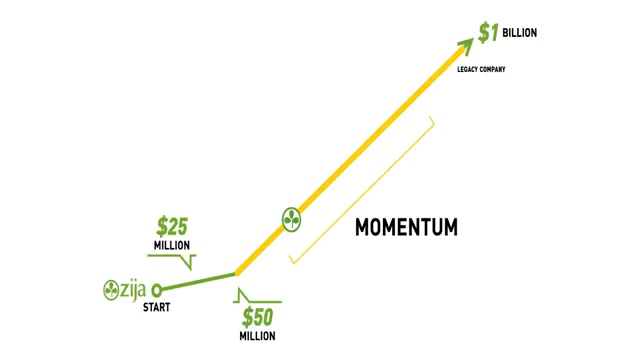 $1 BILLION
LEGACY COMPANY
MOMENTUM
$25
MILLION
zija
START
$50
MILLION